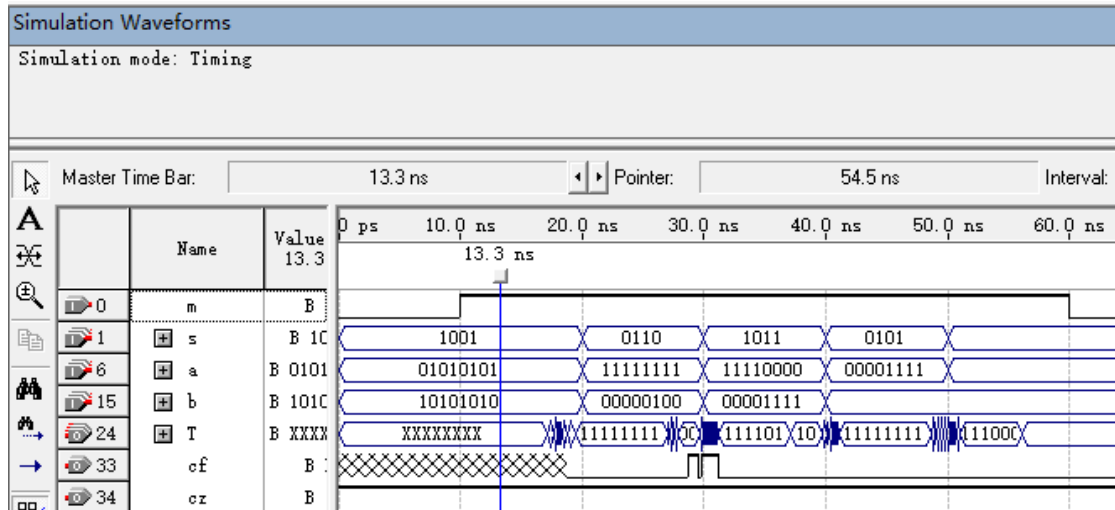 Simulation Waveforms
Simulation mode: Timing
Master Time Bar: 13.3 ns Pointer: 54.5 ns Interval:
Name Value 13.3
0 ps 10.0 ns 20.0 ns 30.0 ns 40.0 ns 50.0 ns 60.0 ns
13.3 ns
0 m B
1 s B 10 1001 0110 1011 0101
6 a B 0101 01010101 11111111 11110000 00001111
15 b B 1010 10101010 00000100 00001111
24 T B XXXX XXXXXXXX 11111111 111101 10 11111111 11000
33 cf B
34 cz B